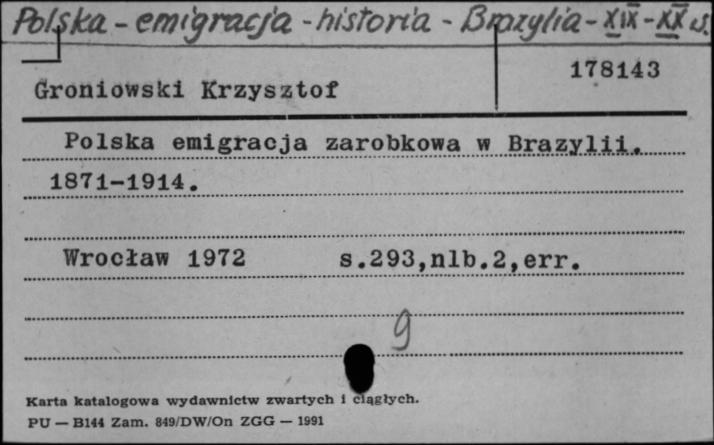 Polska - emigracja - historia - Brazylia - XIX - XX w.
178143
Groniowski Krzysztof
Polska emigracja zarobkowa w Brazylii.
1871-1914.
Wrocław 1972 s.293,nlb.2,err.
9
Karta katalogowa wydawnictw zwartych i ciągłych.
PU — B144 Zam. 849/DW/On ZGG — 1991